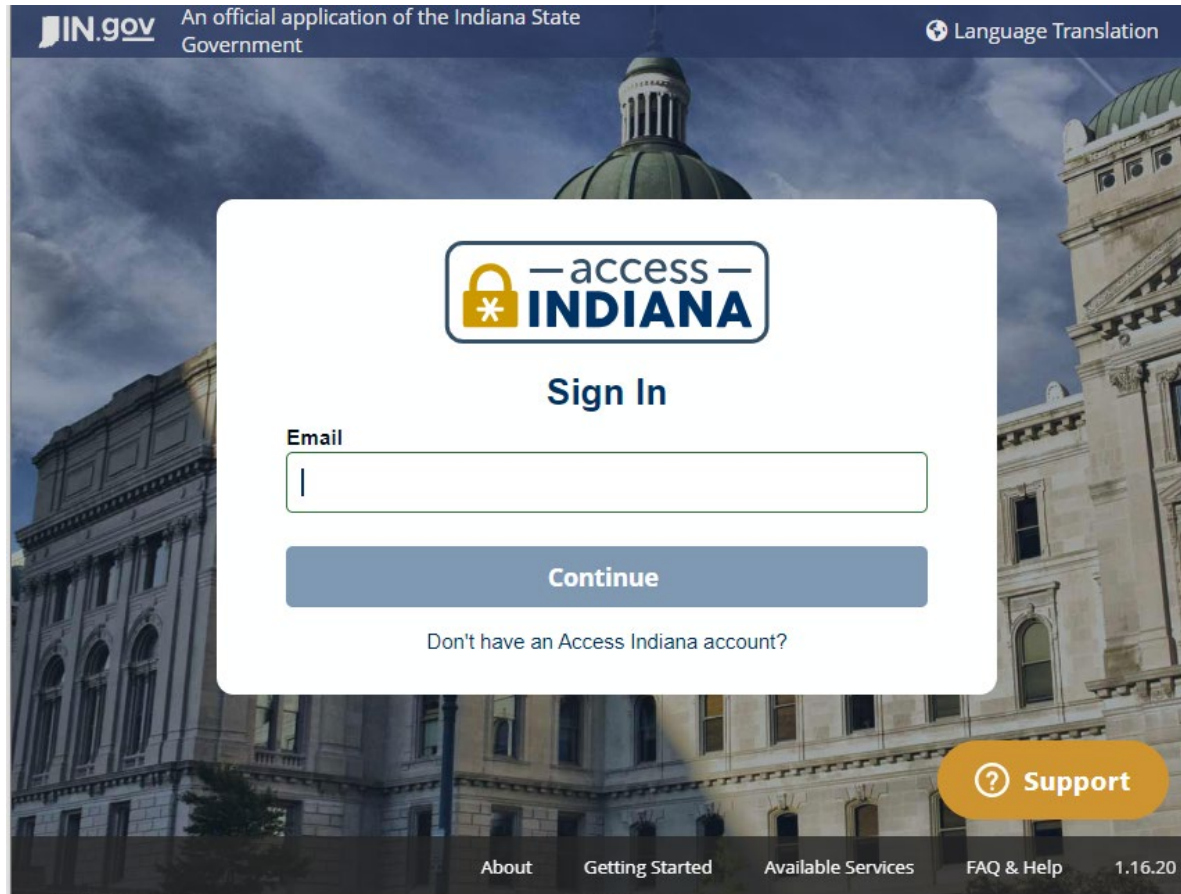 IN.gov
An official application of the Indiana State
Government
Language Translation
access
INDIANA
Sign In
Email
Continue
Don't have an Access Indiana account?
Support
About Getting Started Available Services FAQ & Help 1.16.20